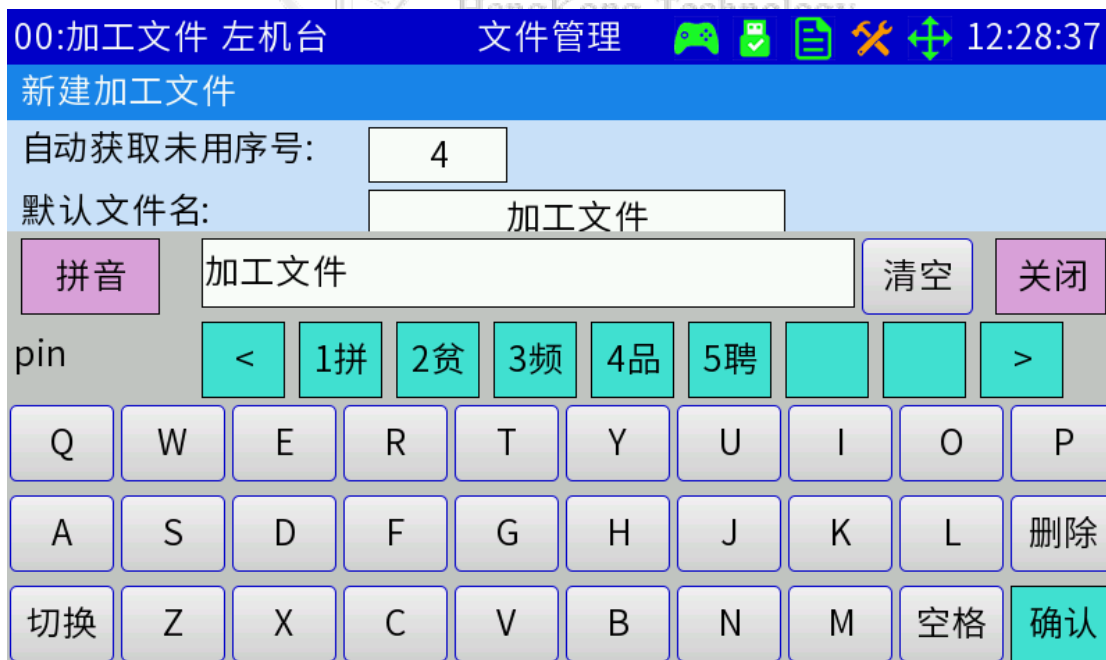 HengKong Technology
00:加工文件 左机台 文件管理 12:28:37
新建加工文件
自动获取未用序号: 4
默认文件名: 加工文件
拼音 加工文件 清空 关闭
pin < 1拼 2贫 3频 4品 5聘 >
Q W E R T Y U I O P
A S D F G H J K L 删除
切换 Z X C V B N M 空格 确认